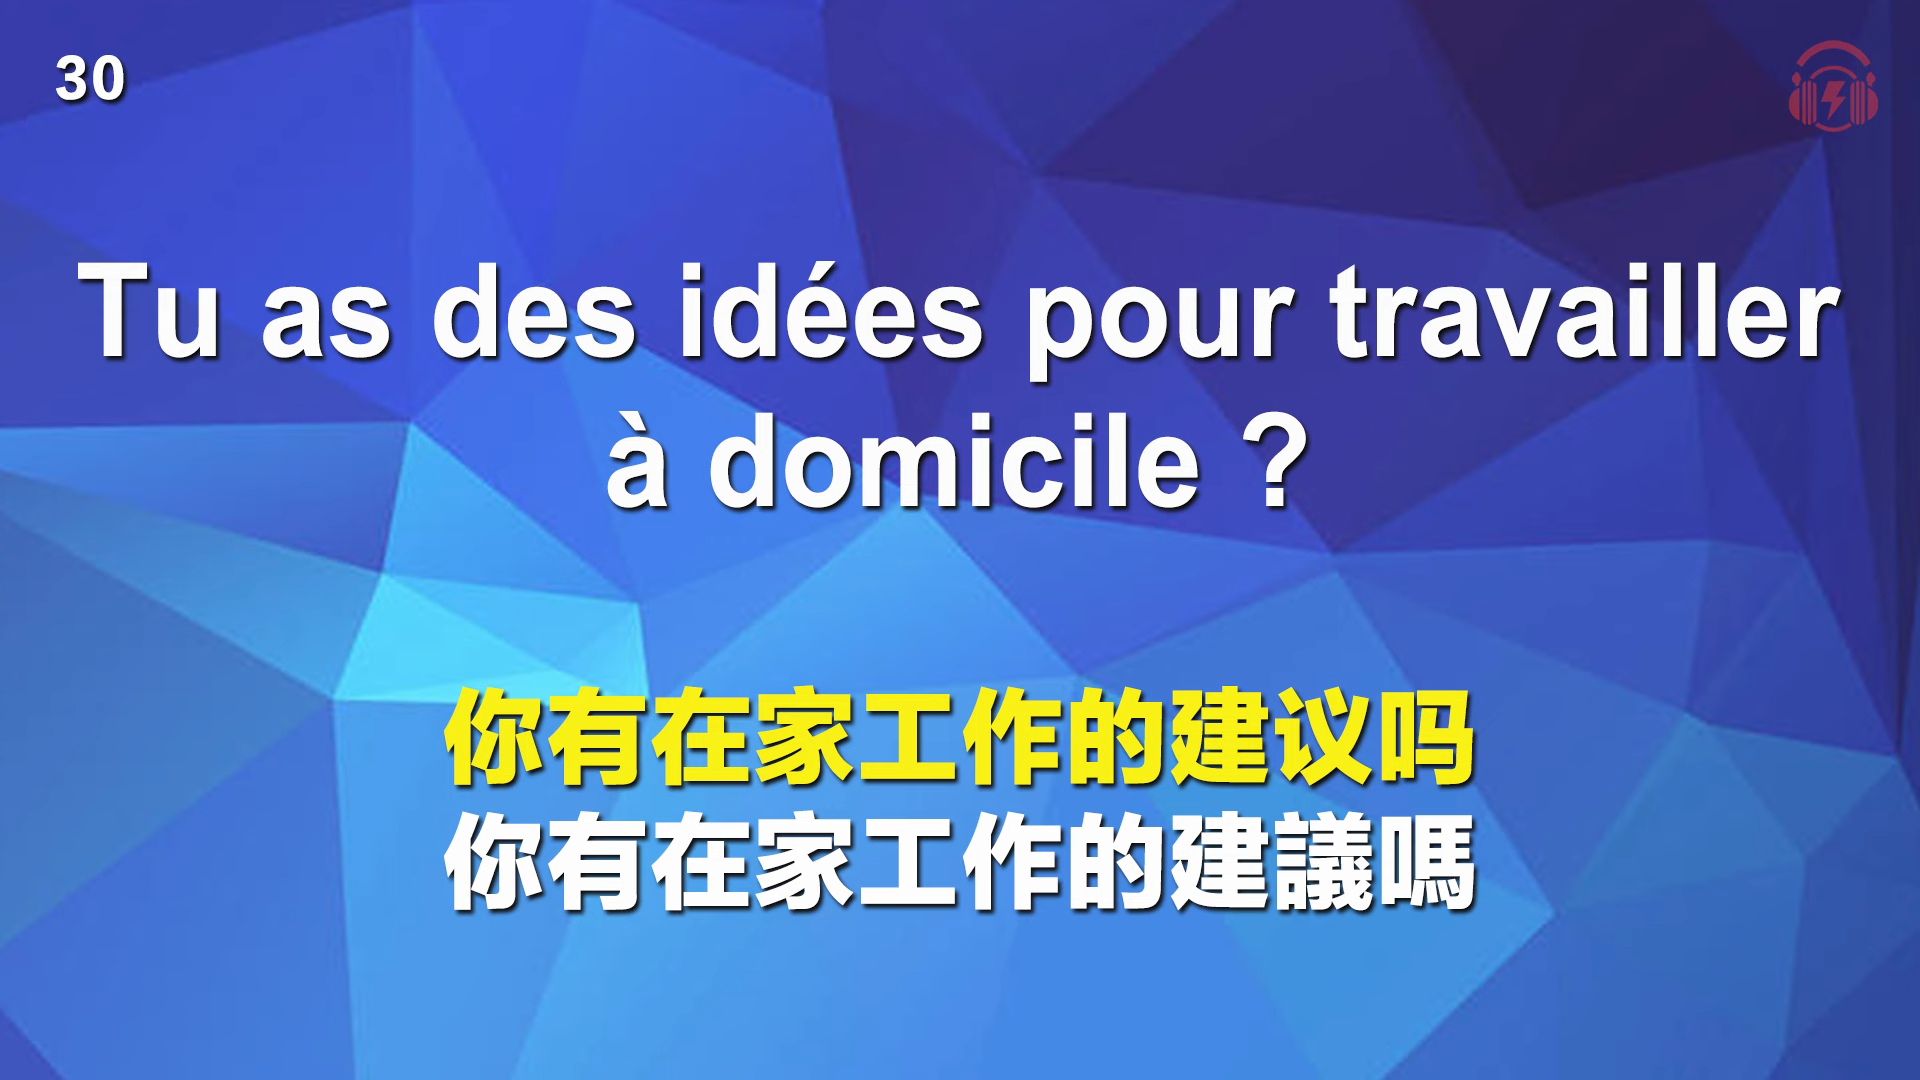 30
Tu as des idées pour travailler
à domicile ?
你有在家工作的建议吗
你有在家工作的建議嗎